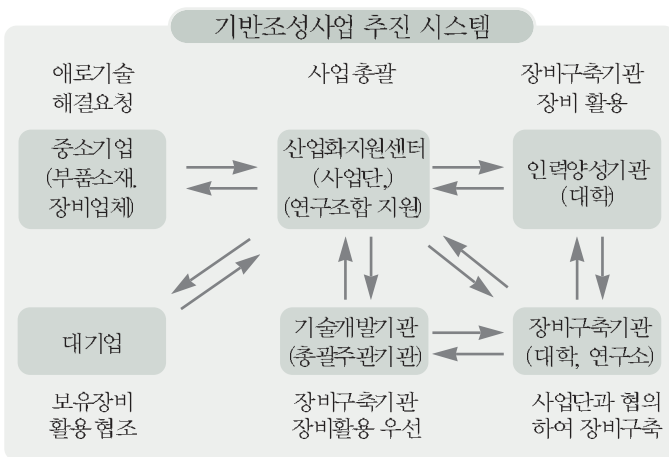 기반조성사업 추진 시스템
애로기술
해결요청
사업 총괄
장비구축기관
장비 활용
중소기업
(부품소재.
장비업체)
산업화지원센터
(사업단,)
(연구조합 지원)
인력양성기관
(대학)
대기업
기술개발기관
(총괄주관기관)
장비구축기관
(대학, 연구소)
보유장비
활용 협조
장비구축기관
장비활용 우선
사업단과 협의
하여 장비구축